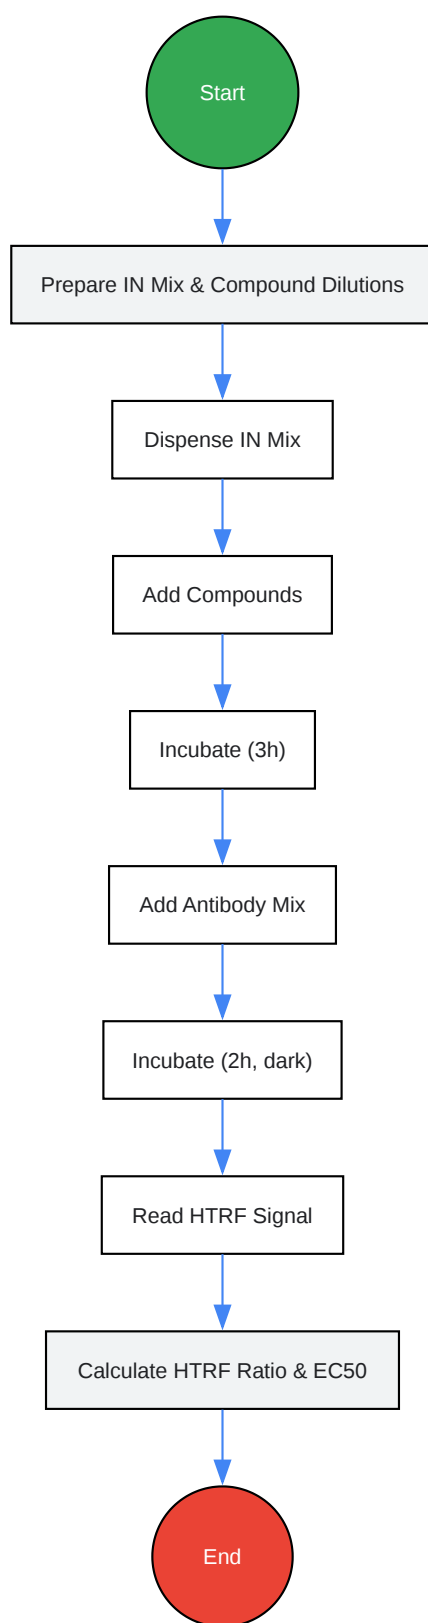 Start
Prepare IN Mix & Compound Dilutions
Dispense IN Mix
Add Compounds
Incubate (3h)
Add Antibody Mix
Incubate (2h, dark)
Read HTRF Signal
Calculate HTRF Ratio & EC50
End